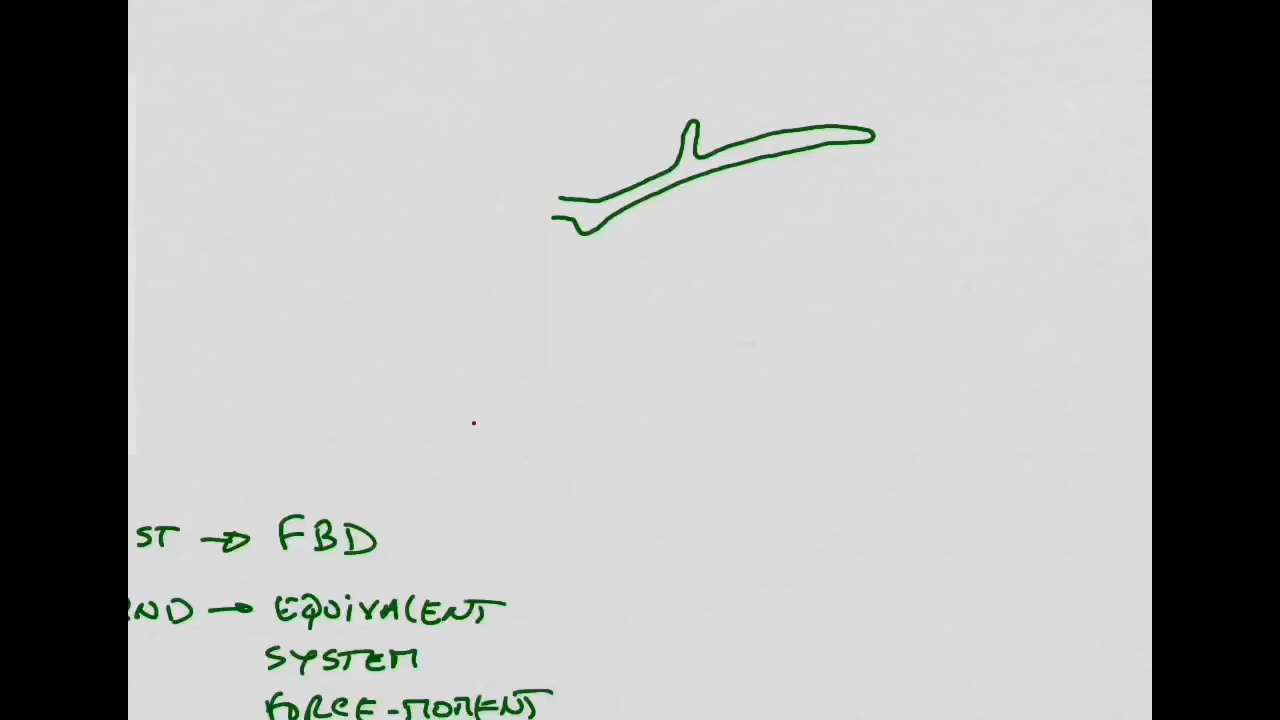 ST → FBD
ND → EQUIVALENT
SYSTEM
FORCE-MOMENT